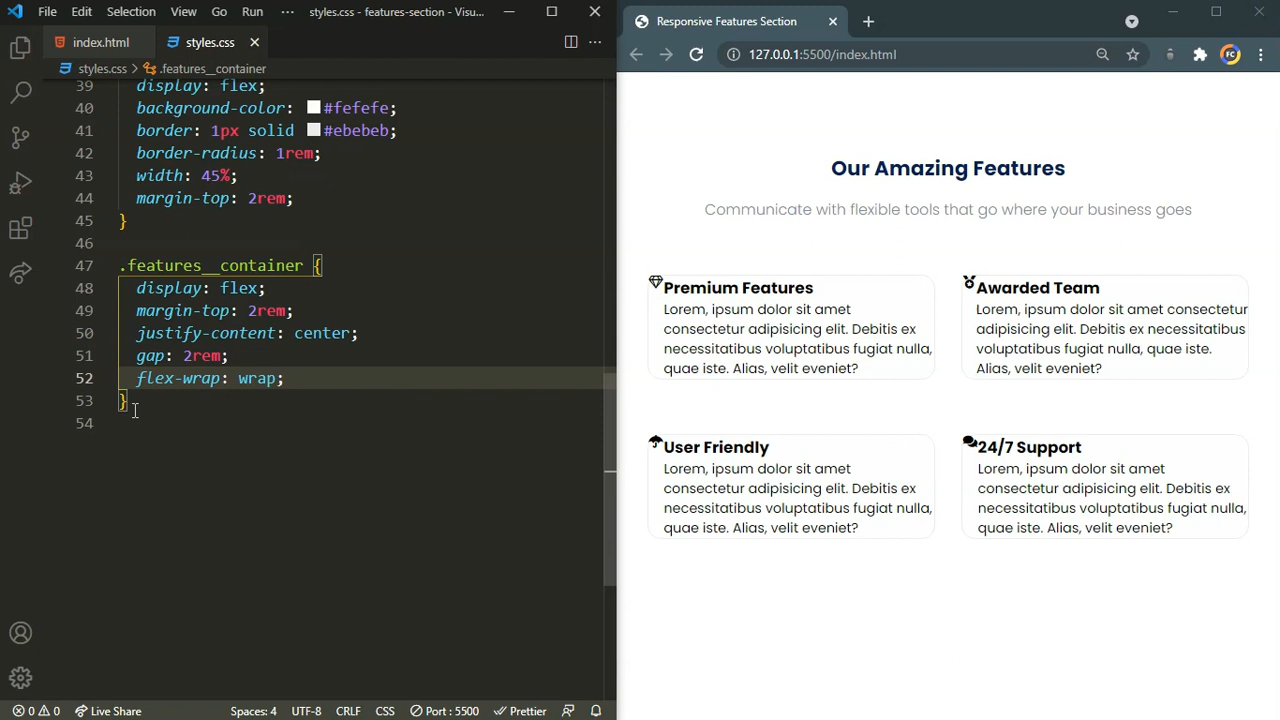 File Edit Selection View Go Run ··· styles.css - features-section - Visu...
index.html styles.css
styles.css > .features__container
39 display: flex;
40 background-color: #fefefe;
41 border: 1px solid #ebebeb;
42 border-radius: 1rem;
43 width: 45%;
44 margin-top: 2rem;
45 }
46
47 .features__container {
48 display: flex;
49 margin-top: 2rem;
50 justify-content: center;
51 gap: 2rem;
52 flex-wrap: wrap;
53 }
54
0 0 Live Share Spaces: 4 UTF-8 CRLF CSS Port : 5500 Prettier
Responsive Features Section
127.0.0.1:5500/index.html
FC
Our Amazing Features
Communicate with flexible tools that go where your business goes
Premium Features
Lorem, ipsum dolor sit amet
consectetur adipisicing elit. Debitis ex
necessitatibus voluptatibus fugiat nulla,
quae iste. Alias, velit eveniet?
Awarded Team
Lorem, ipsum dolor sit amet consectetur
adipisicing elit. Debitis ex necessitatibus
voluptatibus fugiat nulla, quae iste.
Alias, velit eveniet?
User Friendly
Lorem, ipsum dolor sit amet
consectetur adipisicing elit. Debitis ex
necessitatibus voluptatibus fugiat nulla,
quae iste. Alias, velit eveniet?
24/7 Support
Lorem, ipsum dolor sit amet
consectetur adipisicing elit. Debitis ex
necessitatibus voluptatibus fugiat nulla,
quae iste. Alias, velit eveniet?